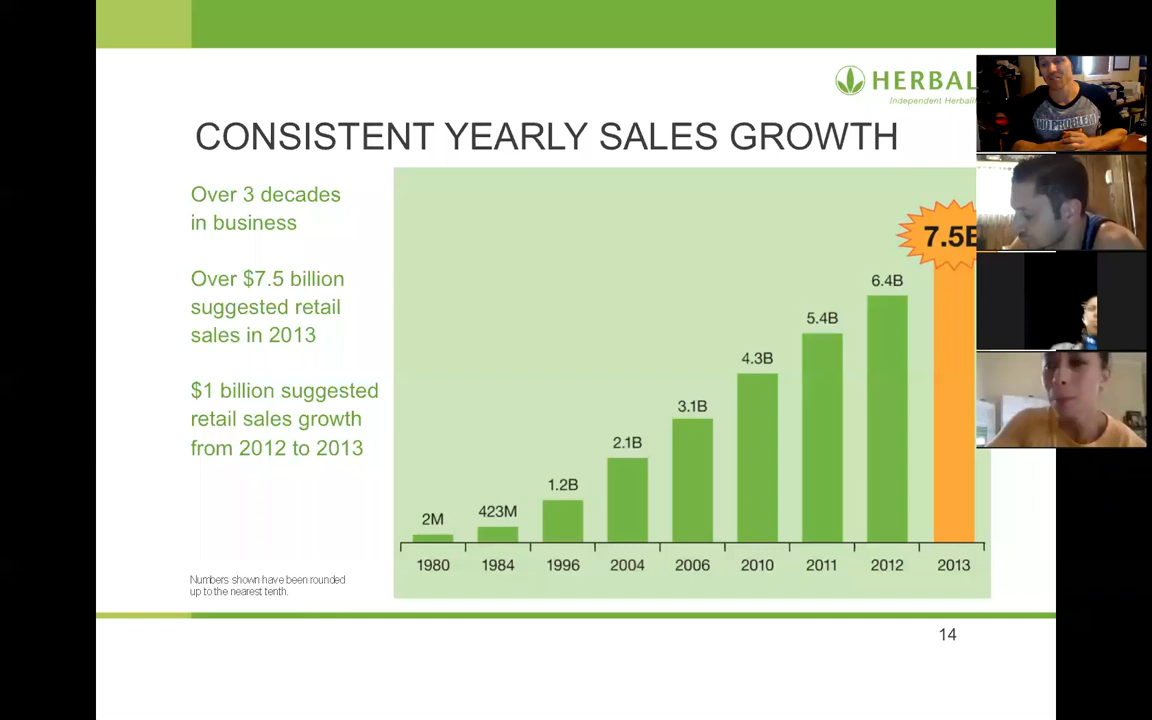 HERBAL
Independent Herbali
CONSISTENT YEARLY SALES GROWTH
Over 3 decades
in business
Over $7.5 billion
suggested retail
sales in 2013
$1 billion suggested
retail sales growth
from 2012 to 2013
Numbers shown have been rounded
up to the nearest tenth.
2M
423M
1.2B
2.1B
3.1B
4.3B
5.4B
6.4B
7.5B
1980 1984 1996 2004 2006 2010 2011 2012 2013
14
NO PROBLEM